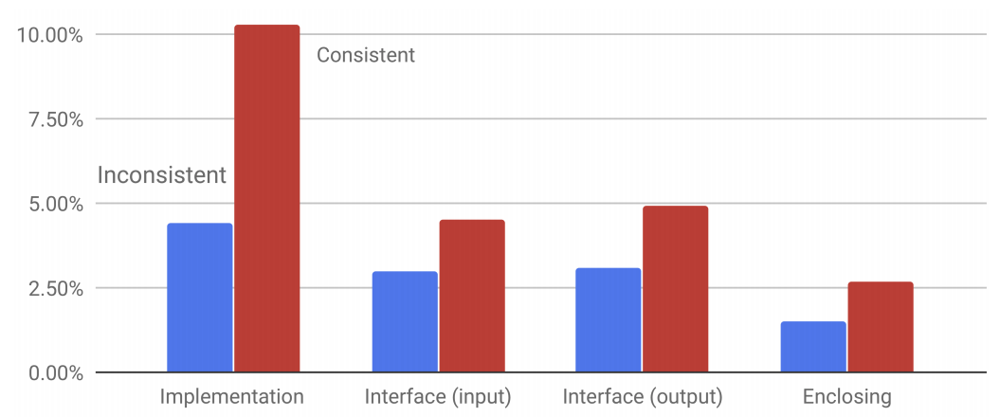 10.00%
Consistent
7.50%
Inconsistent
5.00%
2.50%
0.00%
Implementation
Interface (input)
Interface (output)
Enclosing